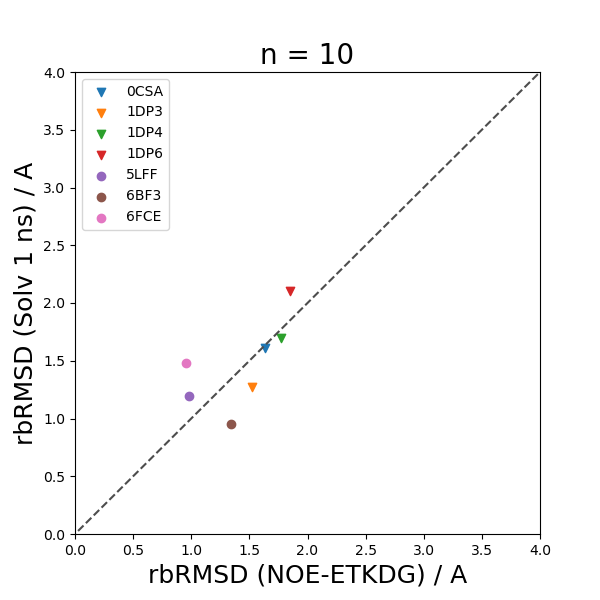 n = 10
4.0
3.5
3.0
2.5
2.0
1.5
1.0
0.5
0.0
rbRMSD (Solv 1 ns) / A
0CSA
1DP3
1DP4
1DP6
5LFF
6BF3
6FCE
0.0 0.5 1.0 1.5 2.0 2.5 3.0 3.5 4.0
rbRMSD (NOE-ETKDG) / A